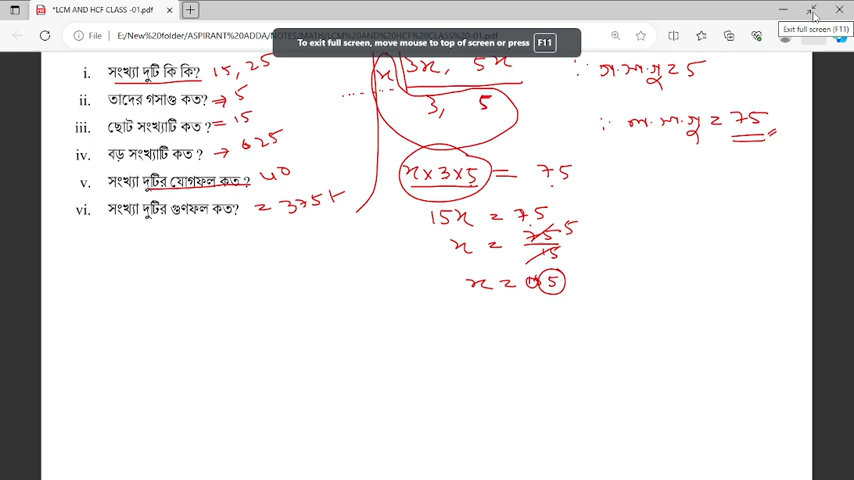 *LCM AND HCF CLASS -01.pdf
Exit full screen (F11)
File E:/New%20folder/ASPIRANT%20ADDA/NOTES/MATH/LCM%20AND%20HCF%20CLASS%20-01.pdf
To exit full screen, move mouse to top of screen or press F11
i. সংখ্যা দুটি কি কি? 15, 25
ii. তাদের গসাগু কত? → 5
iii. ছোট সংখ্যাটি কত ? = 15
iv. বড় সংখ্যাটি কত ? → 25
v. সংখ্যা দুটির যোগফল কত ? 40
vi. সংখ্যা দুটির গুণফল কত? = 375
x 3x, 5x
3, 5
x × 3 × 5 = 75
15x = 75
x = 75/15 5
x = 5
∵ গ.সা.গু = 5
∴ ল.সা.গু = 75